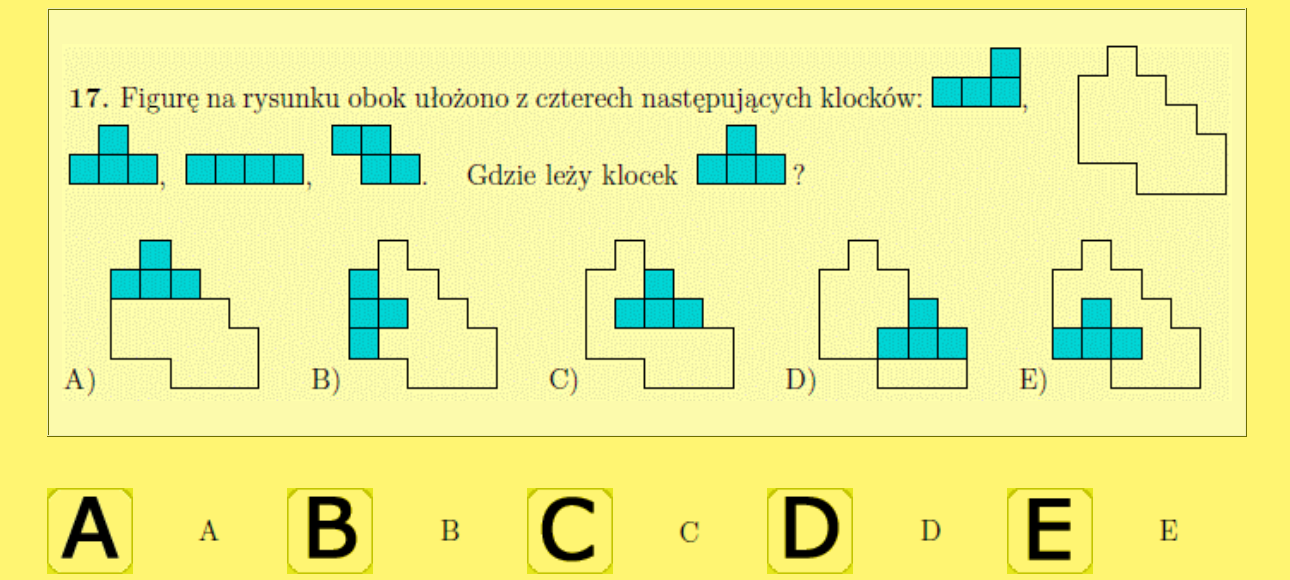 17. Figurę na rysunku obok ułożono z czterech następujących klocków: ,
, , . Gdzie leży klocek ?
A) B) C) D) E)
A A B B C C D D E E